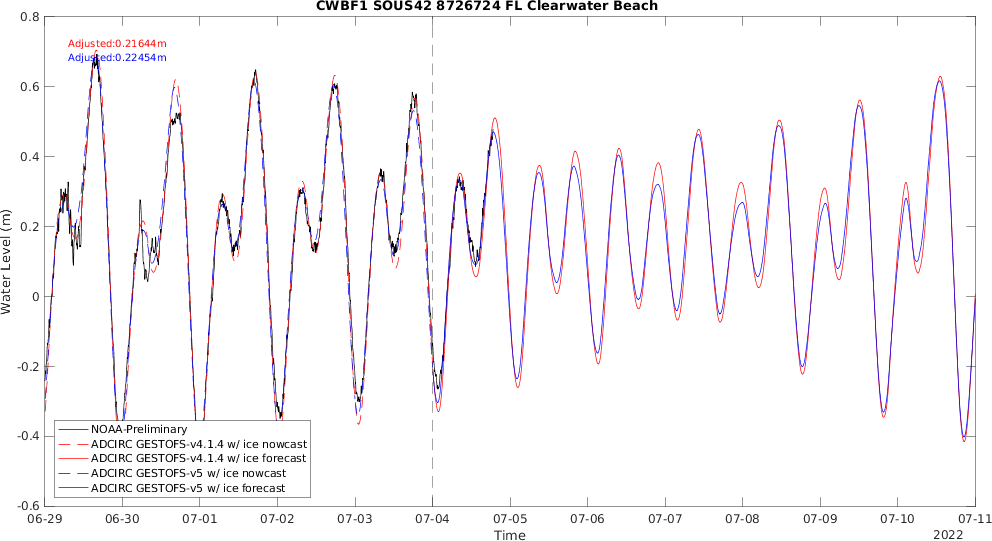 CWBF1 SOUS42 8726724 FL Clearwater Beach
0.8
Adjusted:0.21644m
Adjusted:0.22454m
0.6
0.4
0.2
0
-0.2
-0.4
-0.6
Water Level (m)
NOAA-Preliminary
ADCIRC GESTOFS-v4.1.4 w/ ice nowcast
ADCIRC GESTOFS-v4.1.4 w/ ice forecast
ADCIRC GESTOFS-v5 w/ ice nowcast
ADCIRC GESTOFS-v5 w/ ice forecast
06-29 06-30 07-01 07-02 07-03 07-04 07-05 07-06 07-07 07-08 07-09 07-10 07-11
Time
2022